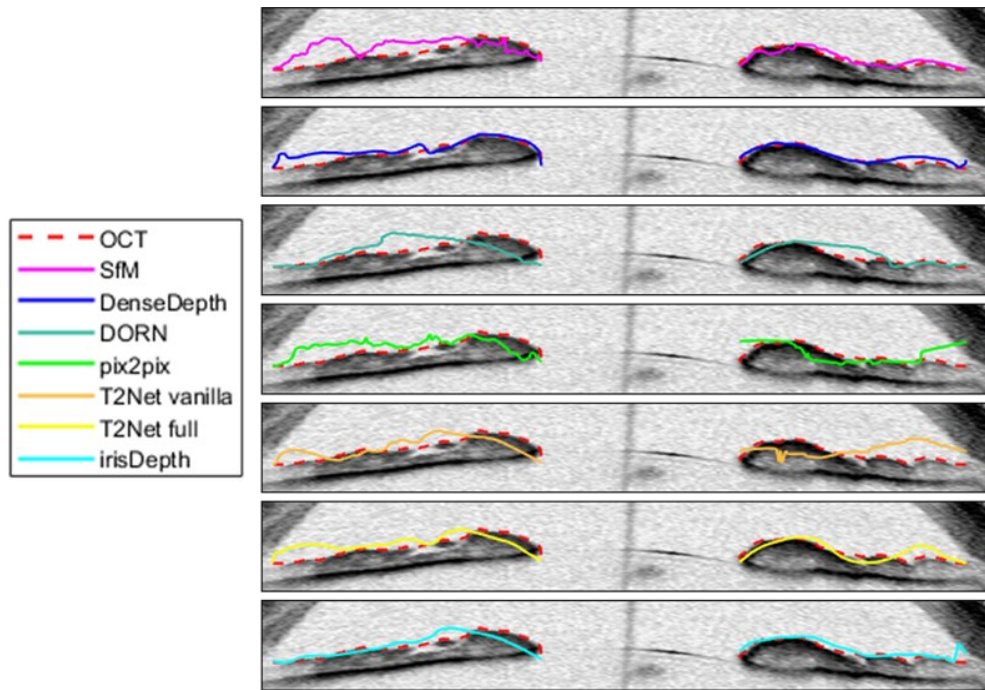 OCT
SfM
DenseDepth
DORN
pix2pix
T2Net vanilla
T2Net full
irisDepth